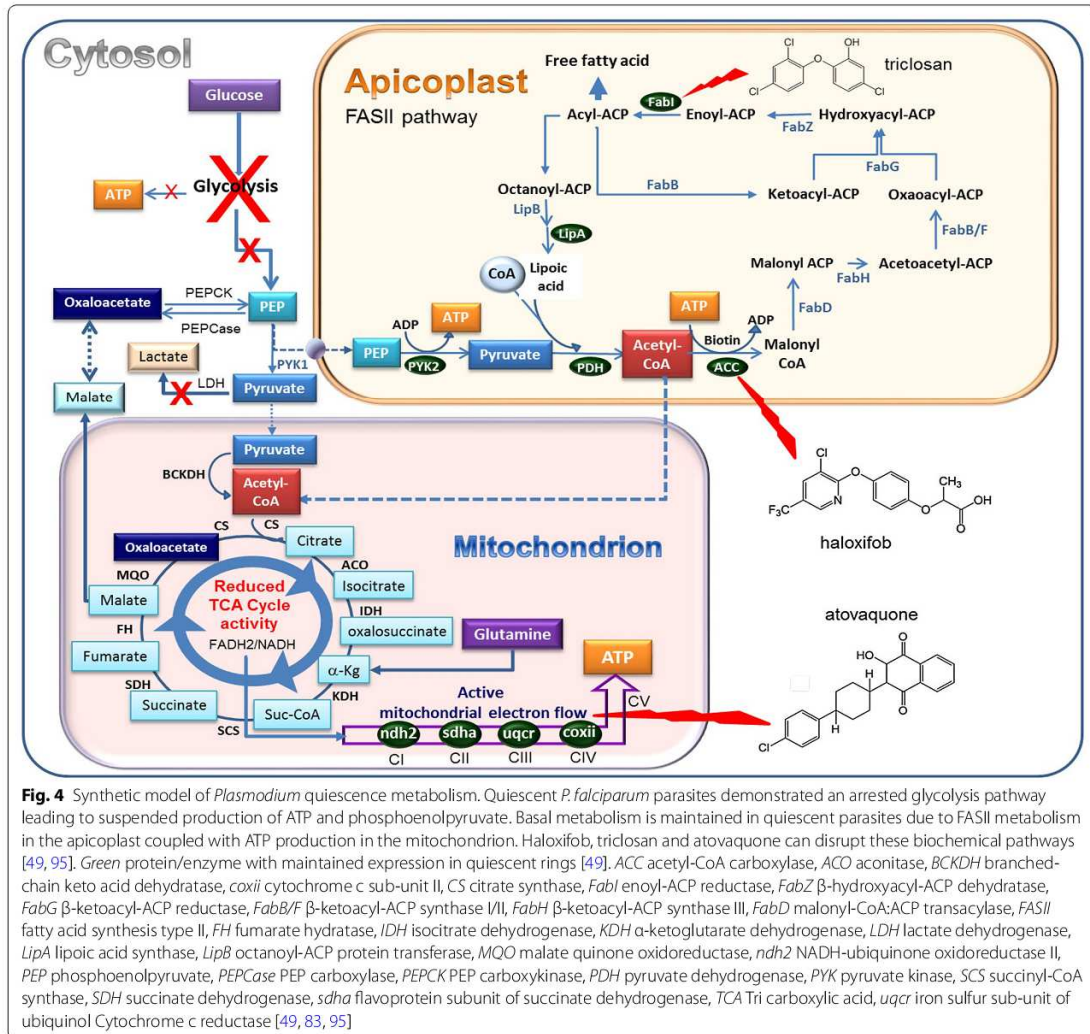 Cytosol
Glucose
ATP
X
Glycolysis
X
X
PEPCK
Oxaloacetate
PEP
PEPCase
Lactate
LDH
X
PYK1
Malate
Pyruvate
Apicoplast
FASII pathway
Free fatty acid
Cl
OH
O
Cl
Cl
triclosan
FabI
Acyl-ACP
Enoyl-ACP
FabZ
Hydroxyacyl-ACP
FabG
Octanoyl-ACP
FabB
Ketoacyl-ACP
Oxaoacyl-ACP
LipB
LipA
FabB/F
CoA
Lipoic
acid
Malonyl ACP
FabH
Acetoacetyl-ACP
FabD
ADP
ATP
ATP
ADP
Biotin
PEP
PYK2
Pyruvate
PDH
Acetyl-
CoA
ACC
Malonyl
CoA
Pyruvate
BCKDH
Acetyl-
CoA
CS
CS
Mitochondrion
Oxaloacetate
Citrate
MQO
ACO
Malate
Reduced
TCA Cycle
activity
FADH2/NADH
Isocitrate
IDH
FH
oxalosuccinate
Glutamine
Fumarate
α-Kg
SDH
KDH
Succinate
Suc-CoA
SCS
Active
mitochondrial electron flow
ATP
CV
ndh2
sdha
uqcr
coxii
CI
CII
CIII
CIV
Cl
O
CH3
F3C
N
O
OH
O
haloxifob
atovaquone
O
HO
H
O
Cl
H
Fig. 4 Synthetic model of Plasmodium quiescence metabolism. Quiescent P. falciparum parasites demonstrated an arrested glycolysis pathway
leading to suspended production of ATP and phosphoenolpyruvate. Basal metabolism is maintained in quiescent parasites due to FASII metabolism
in the apicoplast coupled with ATP production in the mitochondrion. Haloxifob, triclosan and atovaquone can disrupt these biochemical pathways
[49, 95]. Green protein/enzyme with maintained expression in quiescent rings [49]. ACC acetyl-CoA carboxylase, ACO aconitase, BCKDH branched-
chain keto acid dehydratase, coxii cytochrome c sub-unit II, CS citrate synthase, FabI enoyl-ACP reductase, FabZ β-hydroxyacyl-ACP dehydratase,
FabG β-ketoacyl-ACP reductase, FabB/F β-ketoacyl-ACP synthase I/II, FabH β-ketoacyl-ACP synthase III, FabD malonyl-CoA:ACP transacylase, FASII
fatty acid synthesis type II, FH fumarate hydratase, IDH isocitrate dehydrogenase, KDH α-ketoglutarate dehydrogenase, LDH lactate dehydrogenase,
LipA lipoic acid synthase, LipB octanoyl-ACP protein transferase, MQO malate quinone oxidoreductase, ndh2 NADH-ubiquinone oxidoreductase II,
PEP phosphoenolpyruvate, PEPCase PEP carboxylase, PEPCK PEP carboxykinase, PDH pyruvate dehydrogenase, PYK pyruvate kinase, SCS succinyl-CoA
synthase, SDH succinate dehydrogenase, sdha flavoprotein subunit of succinate dehydrogenase, TCA Tri carboxylic acid, uqcr iron sulfur sub-unit of
ubiquinol Cytochrome c reductase [49, 83, 95]